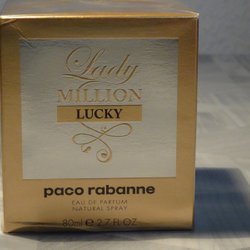 Lady
MILLION
LUCKY
paco rabanne
EAU DE PARFUM
NATURAL SPRAY
80ml ℮ 2.7 FL.OZ.